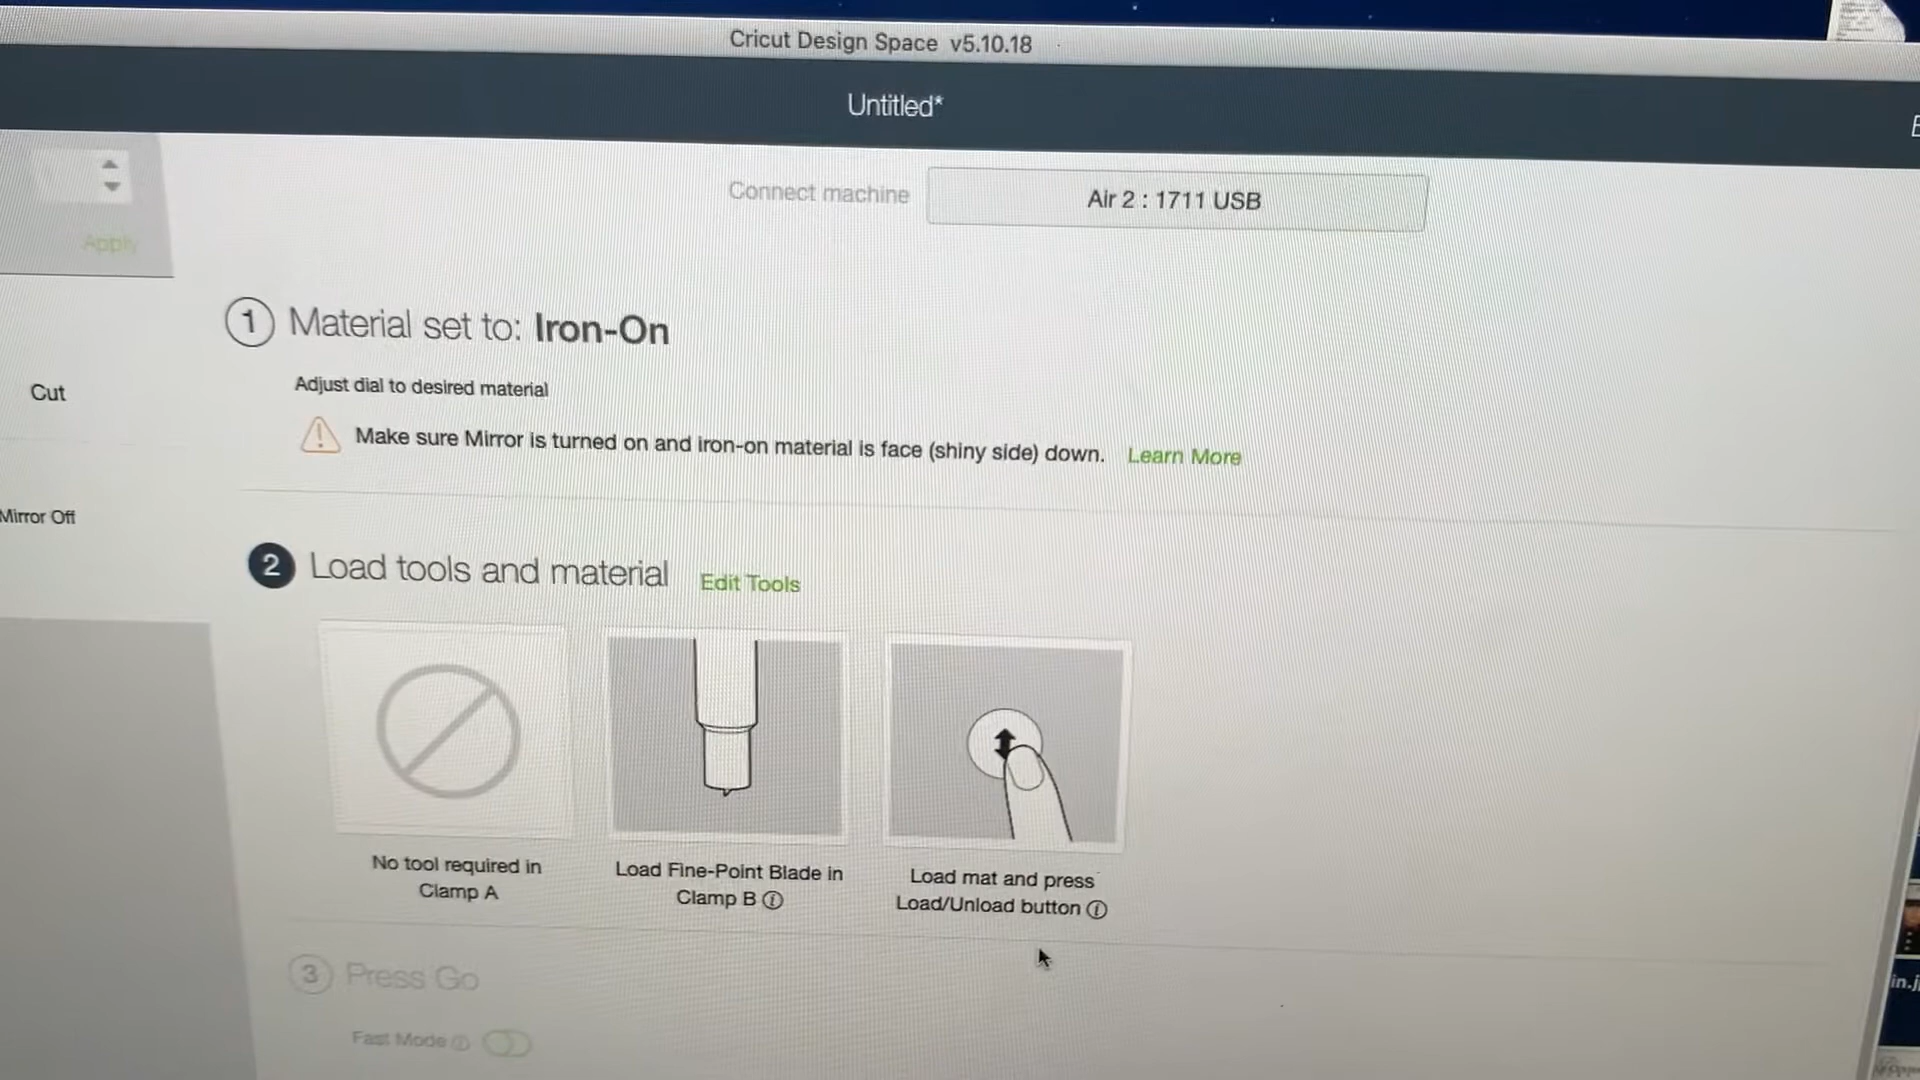 Cricut Design Space v5.10.18
Untitled*
Connect machine
Air 2 : 1711 USB
Apply
1 Material set to: Iron-On
Adjust dial to desired material
Make sure Mirror is turned on and iron-on material is face (shiny side) down. Learn More
Cut
Mirror Off
2 Load tools and material Edit Tools
No tool required in
Clamp A
Load Fine-Point Blade in
Clamp B
Load mat and press
Load/Unload button
3 Press Go
Fast Mode
in.j